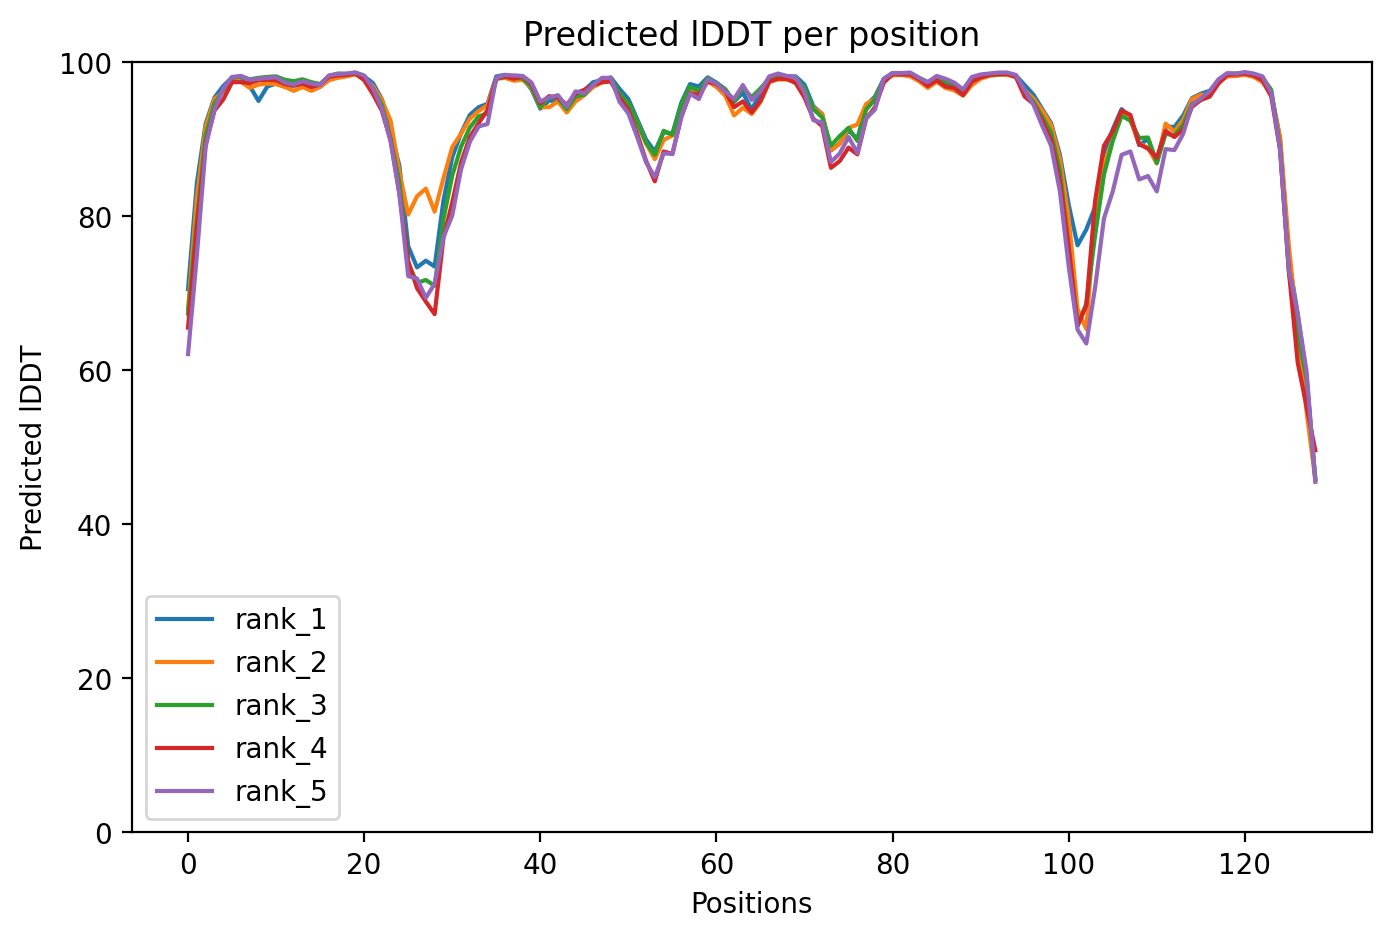 Predicted lDDT per position
100
80
60
40
20
0
Predicted lDDT
rank_1
rank_2
rank_3
rank_4
rank_5
0 20 40 60 80 100 120
Positions